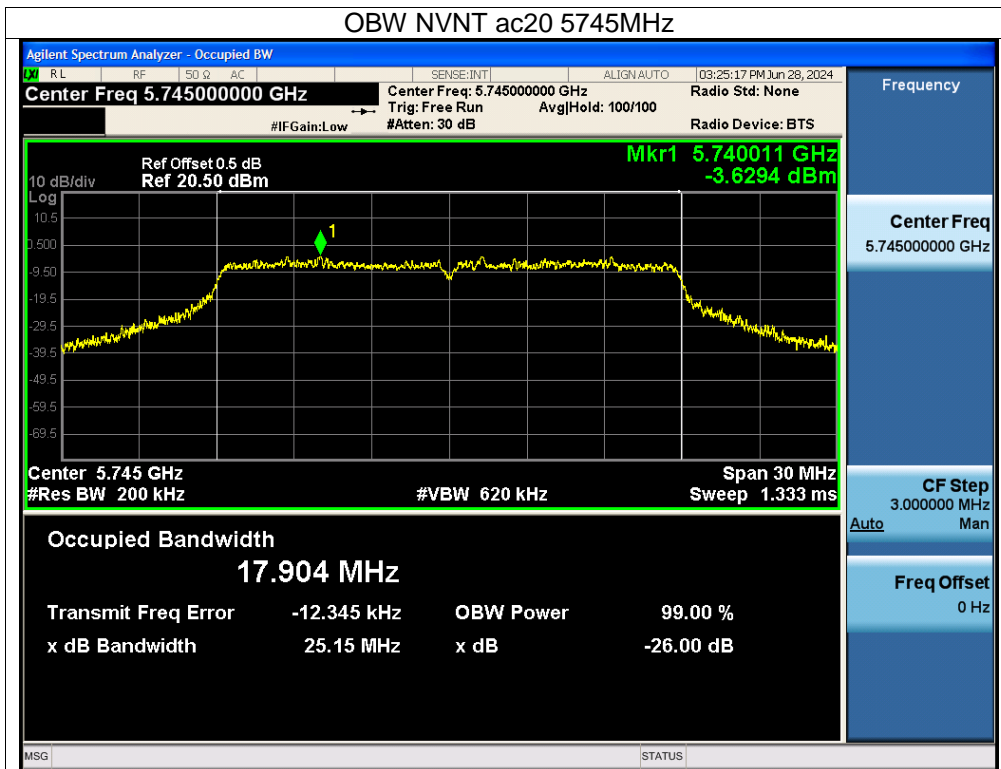 OBW NVNT ac20 5745MHz
Agilent Spectrum Analyzer - Occupied BW
LXI RL RF 50 Ω AC SENSE:INT ALIGN AUTO 03:25:17 PM Jun 28, 2024
Center Freq 5.745000000 GHz
Center Freq: 5.745000000 GHz Radio Std: None
Trig: Free Run Avg|Hold: 100/100
#IFGain:Low #Atten: 30 dB Radio Device: BTS
Frequency
Mkr1 5.740011 GHz
-3.6294 dBm
Ref Offset 0.5 dB
10 dB/div Ref 20.50 dBm
Log
10.5
0.500
-9.50
-19.5
-29.5
-39.5
-49.5
-59.5
-69.5
1
Center Freq
5.745000000 GHz
Center 5.745 GHz Span 30 MHz
#Res BW 200 kHz #VBW 620 kHz Sweep 1.333 ms
CF Step
3.000000 MHz
Auto Man
Freq Offset
0 Hz
Occupied Bandwidth
17.904 MHz
Transmit Freq Error -12.345 kHz OBW Power 99.00 %
x dB Bandwidth 25.15 MHz x dB -26.00 dB
MSG STATUS